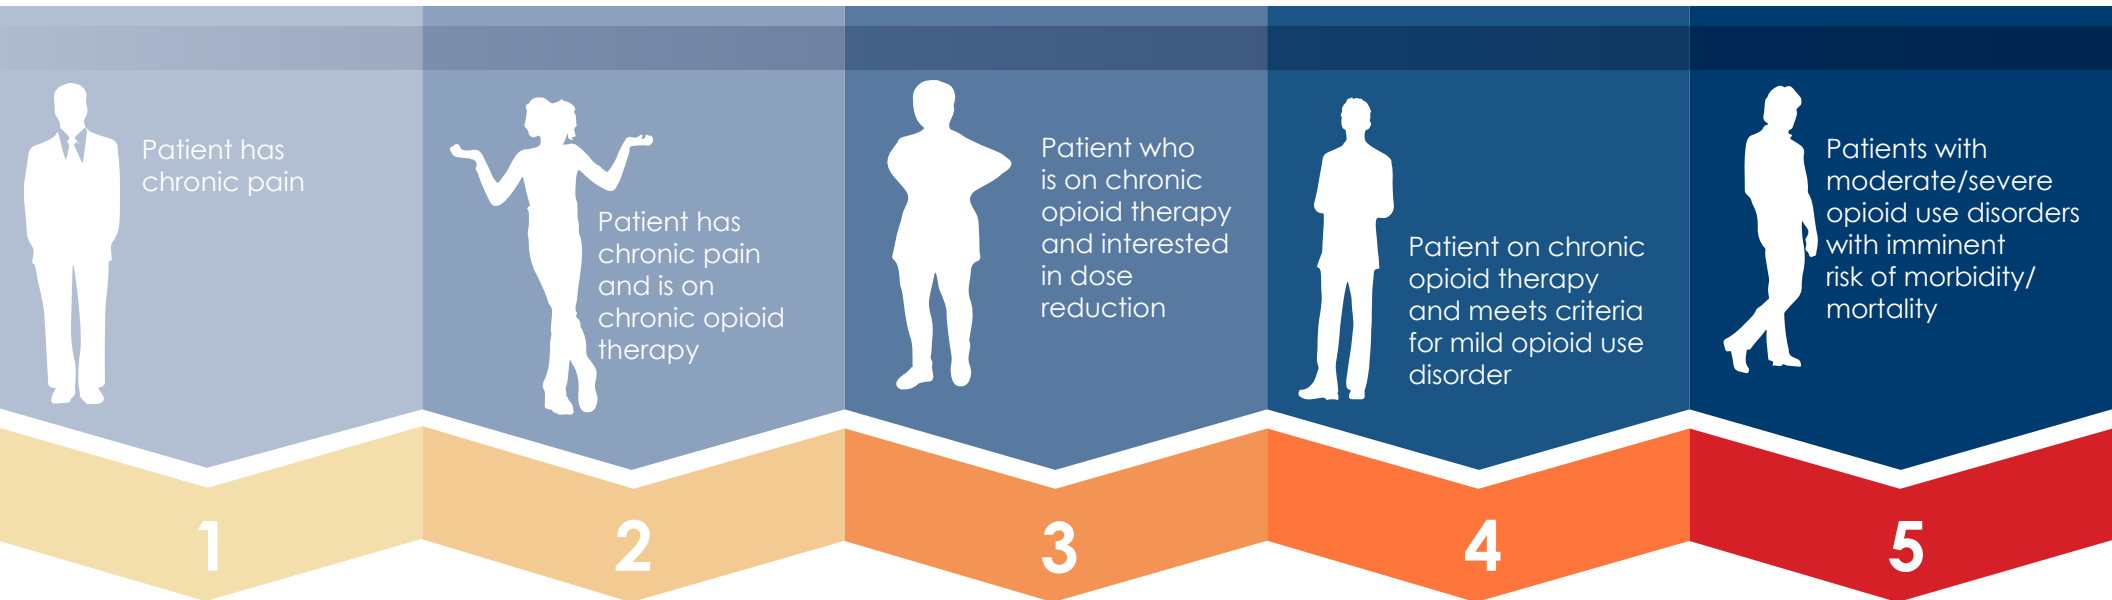 Patient has
chronic pain
1
Patient has
chronic pain
and is on
chronic opioid
therapy
2
Patient who
is on chronic
opioid therapy
and interested
in dose
reduction
3
Patient on chronic
opioid therapy
and meets criteria
for mild opioid use
disorder
4
Patients with
moderate/severe
opioid use disorders
with imminent
risk of morbidity/
mortality
5